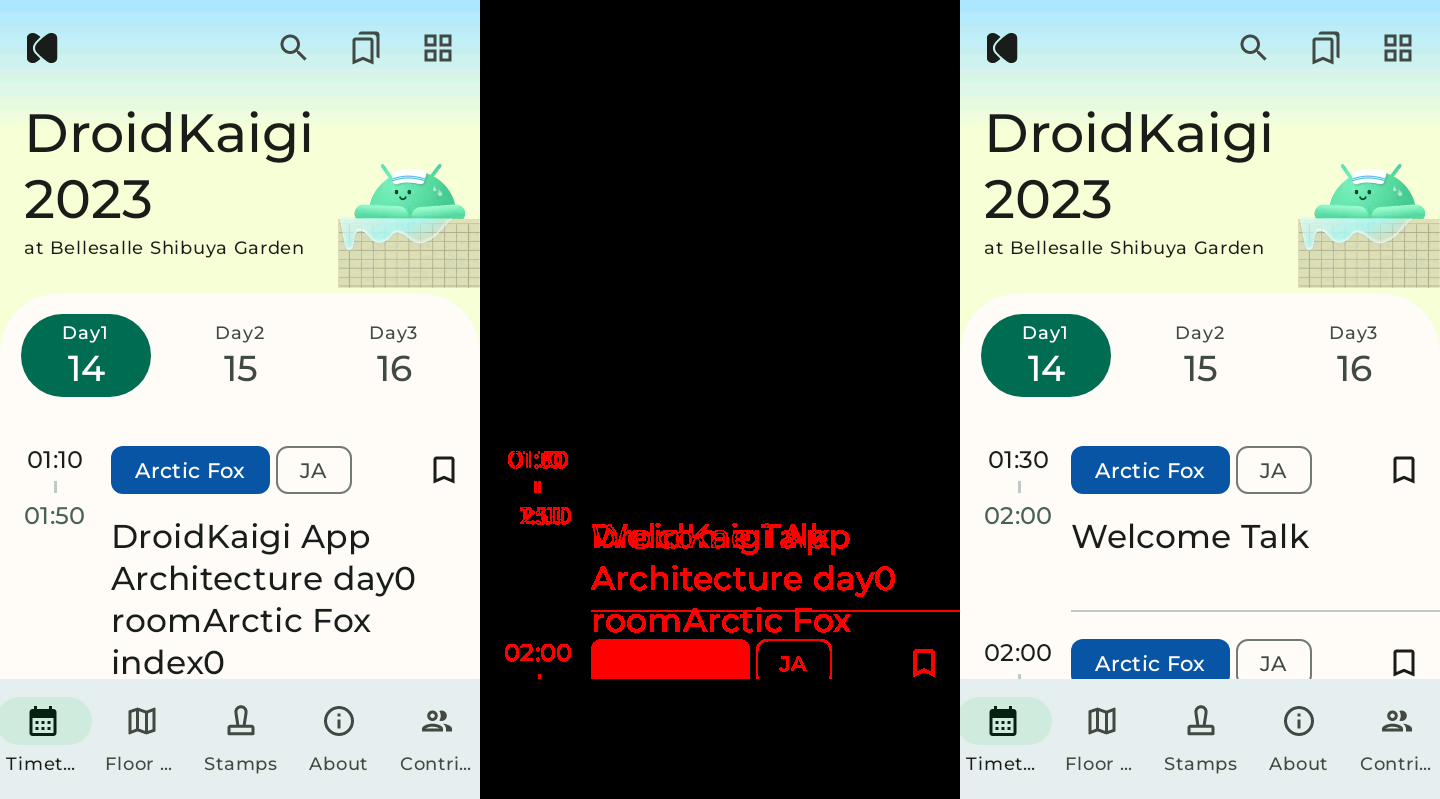 DroidKaigi
2023
at Bellesalle Shibuya Garden
Day1
14
Day2
15
Day3
16
01:10
01:50
Arctic Fox
JA
DroidKaigi App
Architecture day0
roomArctic Fox
index0
Timet...
Floor ...
Stamps
About
Contri...
Architecture day0
roomArctic Fox
02:00
JA
DroidKaigi
2023
at Bellesalle Shibuya Garden
Day1
14
Day2
15
Day3
16
01:30
02:00
Arctic Fox
JA
Welcome Talk
02:00
Arctic Fox
JA
Timet...
Floor ...
Stamps
About
Contri...